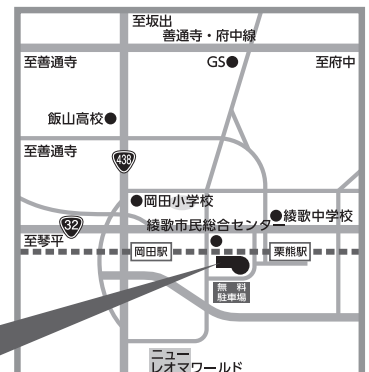 至坂出
善通寺・府中線
至善通寺
GS
至府中
飯山高校
至善通寺
438
岡田小学校
綾歌中学校
32
綾歌市民総合センター
至琴平
岡田駅
栗熊駅
無料
駐車場
ニュー
レオマワールド